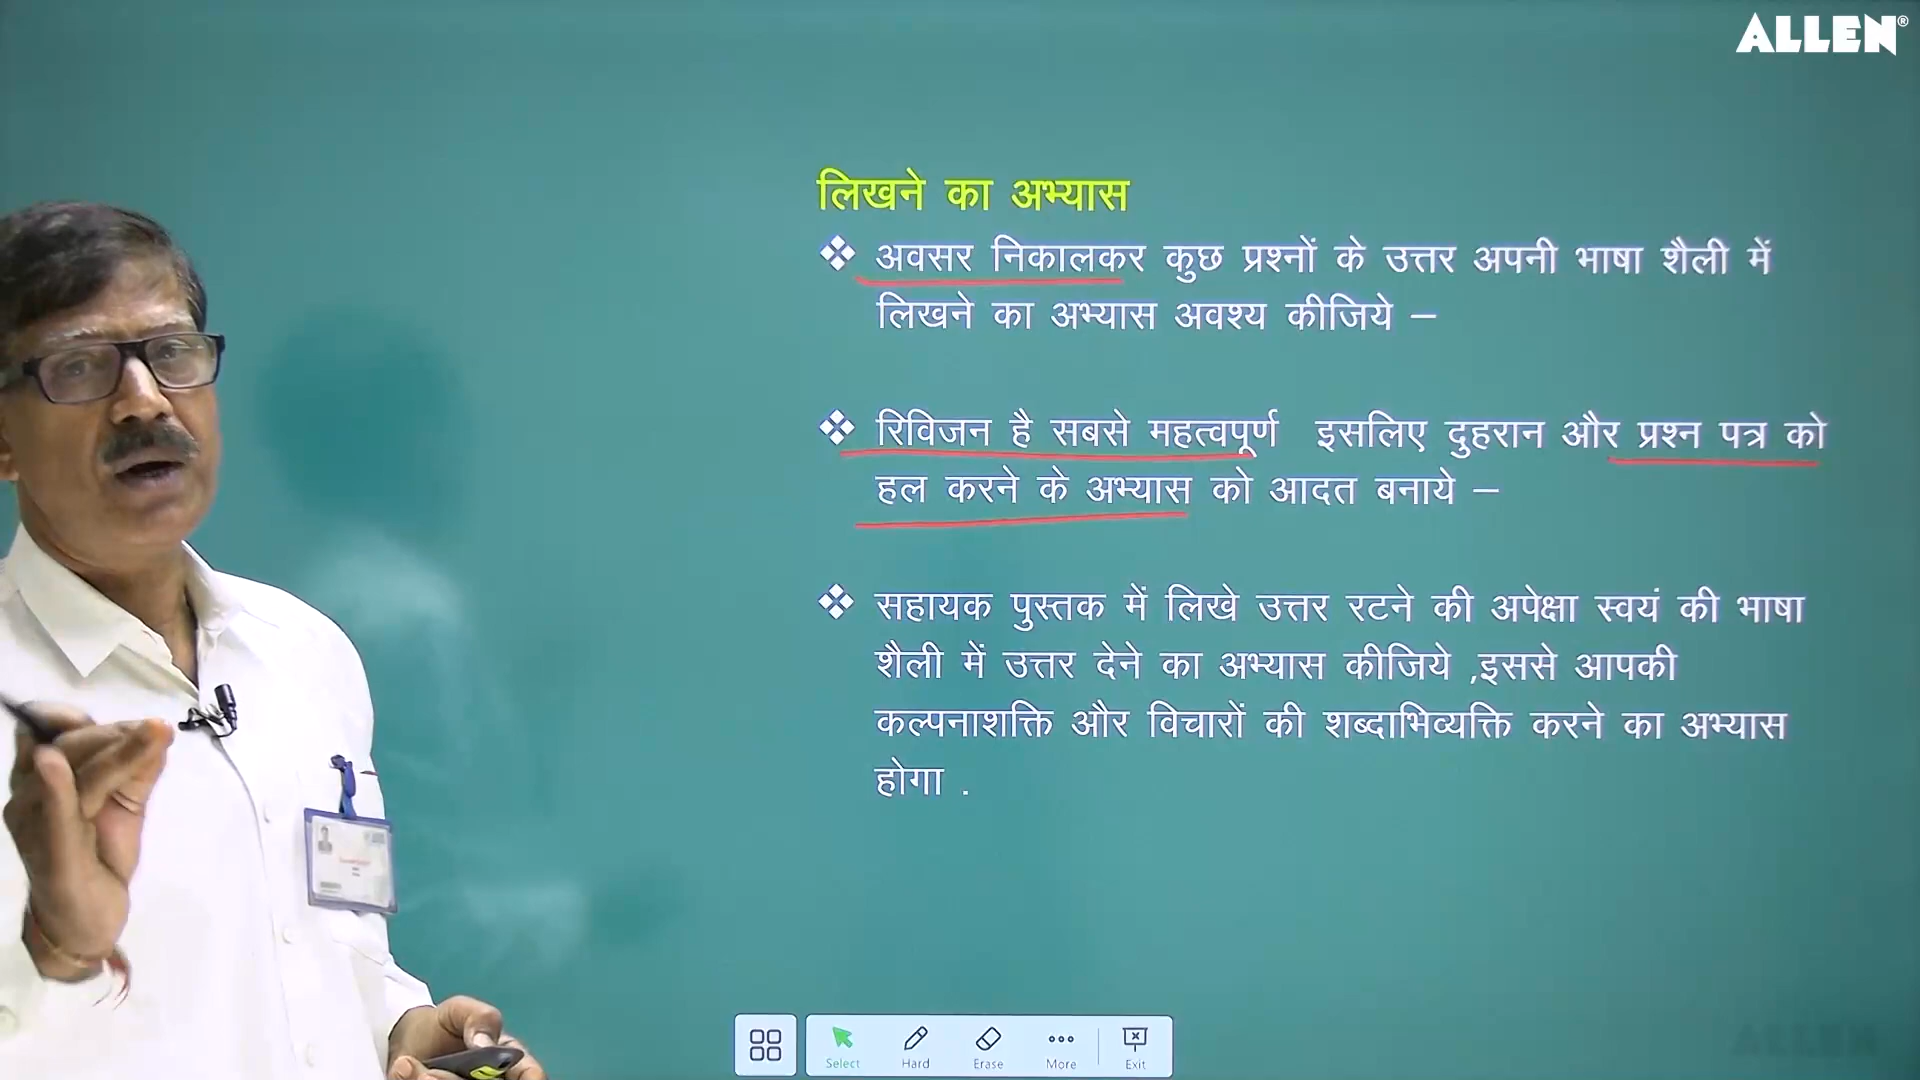 ALLEN®
लिखने का अभ्यास
❖ अवसर निकालकर कुछ प्रश्नों के उत्तर अपनी भाषा शैली में
लिखने का अभ्यास अवश्य कीजिये –
❖ रिविजन है सबसे महत्वपूर्ण इसलिए दुहरान और प्रश्न पत्र को
हल करने के अभ्यास को आदत बनाये –
❖ सहायक पुस्तक में लिखे उत्तर रटने की अपेक्षा स्वयं की भाषा
शैली में उत्तर देने का अभ्यास कीजिये ,इससे आपकी
कल्पनाशक्ति और विचारों की शब्दाभिव्यक्ति करने का अभ्यास
होगा .
ALLEN
Select Hard Erase More Exit